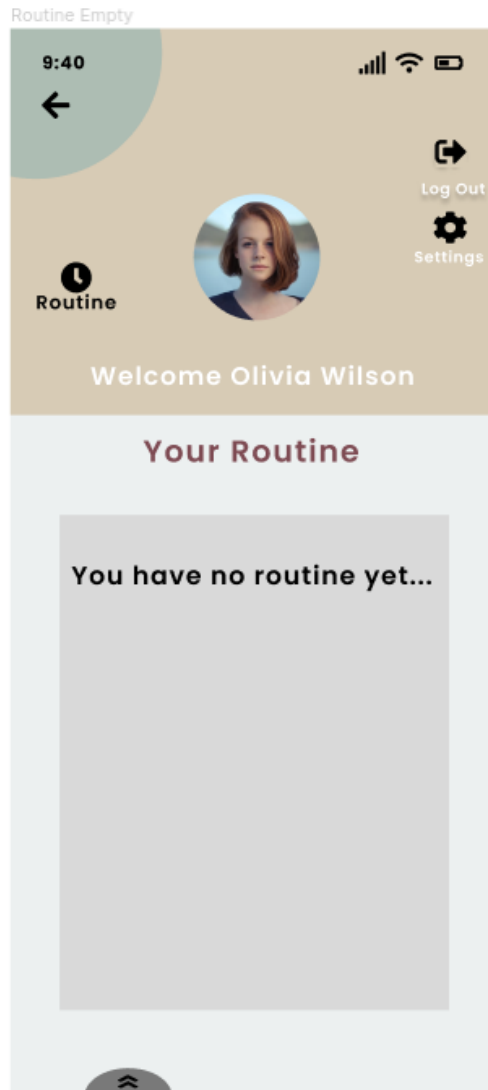 Routine Empty
9:40
Log Out
Settings
Routine
Welcome Olivia Wilson
Your Routine
You have no routine yet...